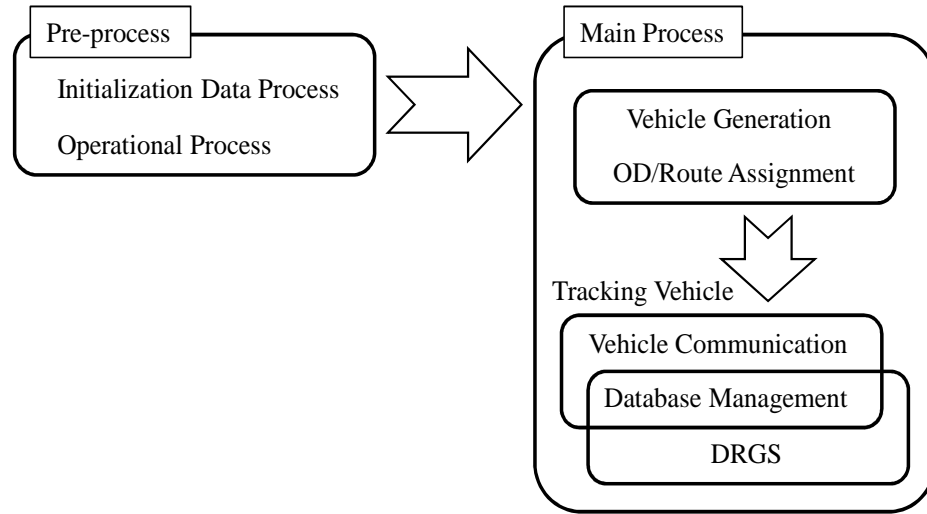 Pre-process
Initialization Data Process
Operational Process
Main Process
Vehicle Generation
OD/Route Assignment
Tracking Vehicle
Vehicle Communication
Database Management
DRGS